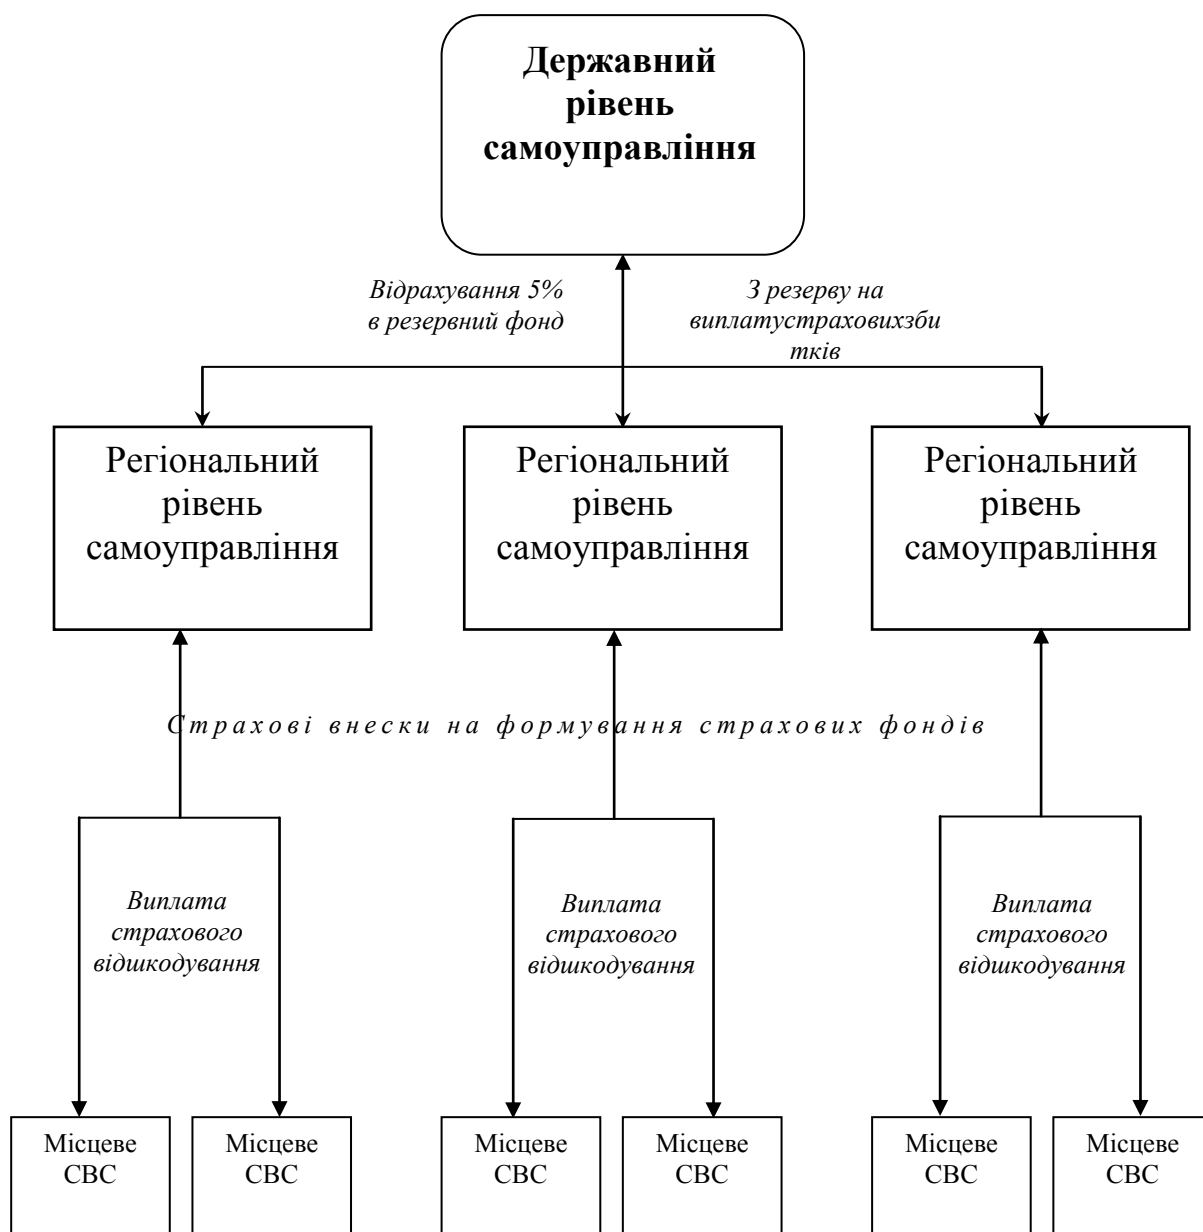 Державний
рівень
самоуправління
Відрахування 5%
в резервний фонд
З резерву на
виплатустраховихзби
тків
Регіональний
рівень
самоуправління
Регіональний
рівень
самоуправління
Регіональний
рівень
самоуправління
Страхові внески на формування страхових фондів
Виплата
страхового
відшкодування
Виплата
страхового
відшкодування
Виплата
страхового
відшкодування
Місцеве
СВС
Місцеве
СВС
Місцеве
СВС
Місцеве
СВС
Місцеве
СВС
Місцеве
СВС